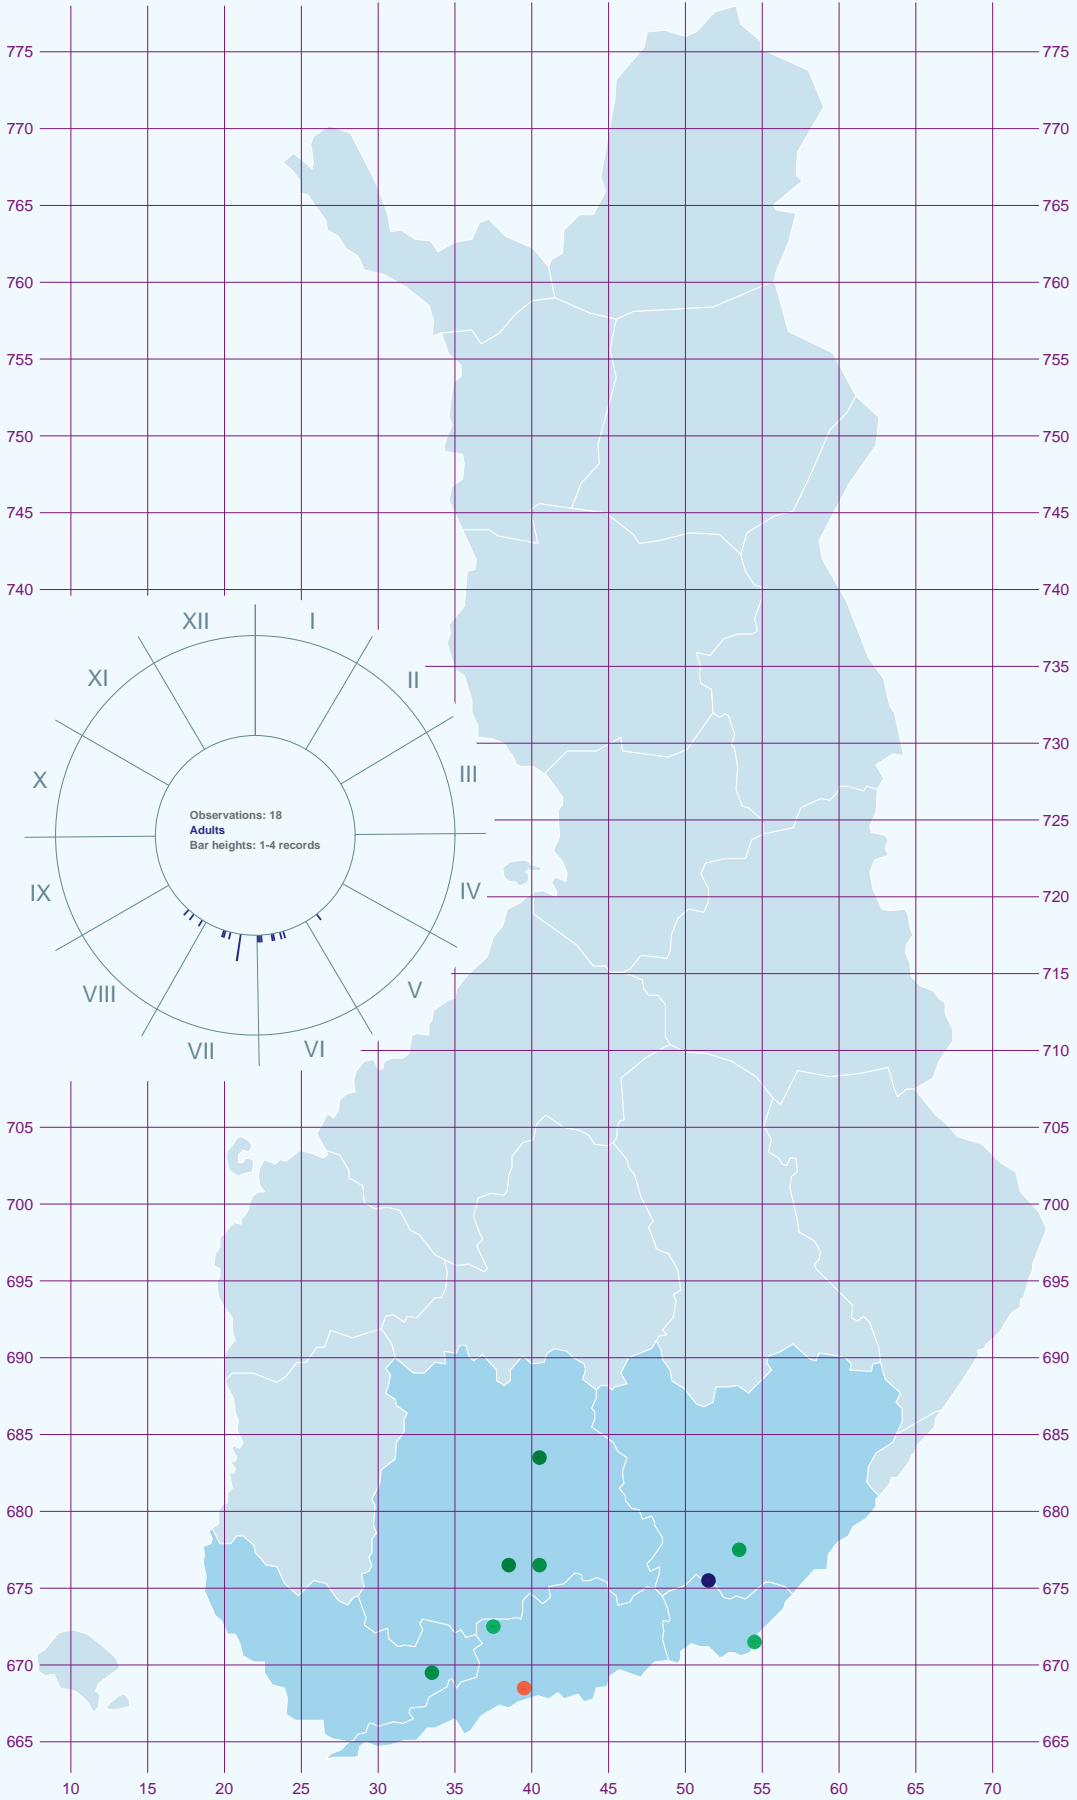 775 775
770 770
765 765
760 760
755 755
750 750
745 745
740 740
XII I
XI II
735
730
X III
Observations: 18
Adults
Bar heights: 1-4 records
725
IX IV
720
VIII V
715
VII VI
710
705 705
700 700
695 695
690 690
685 685
680 680
675 675
670 670
665 665
10 15 20 25 30 35 40 45 50 55 60 65 70